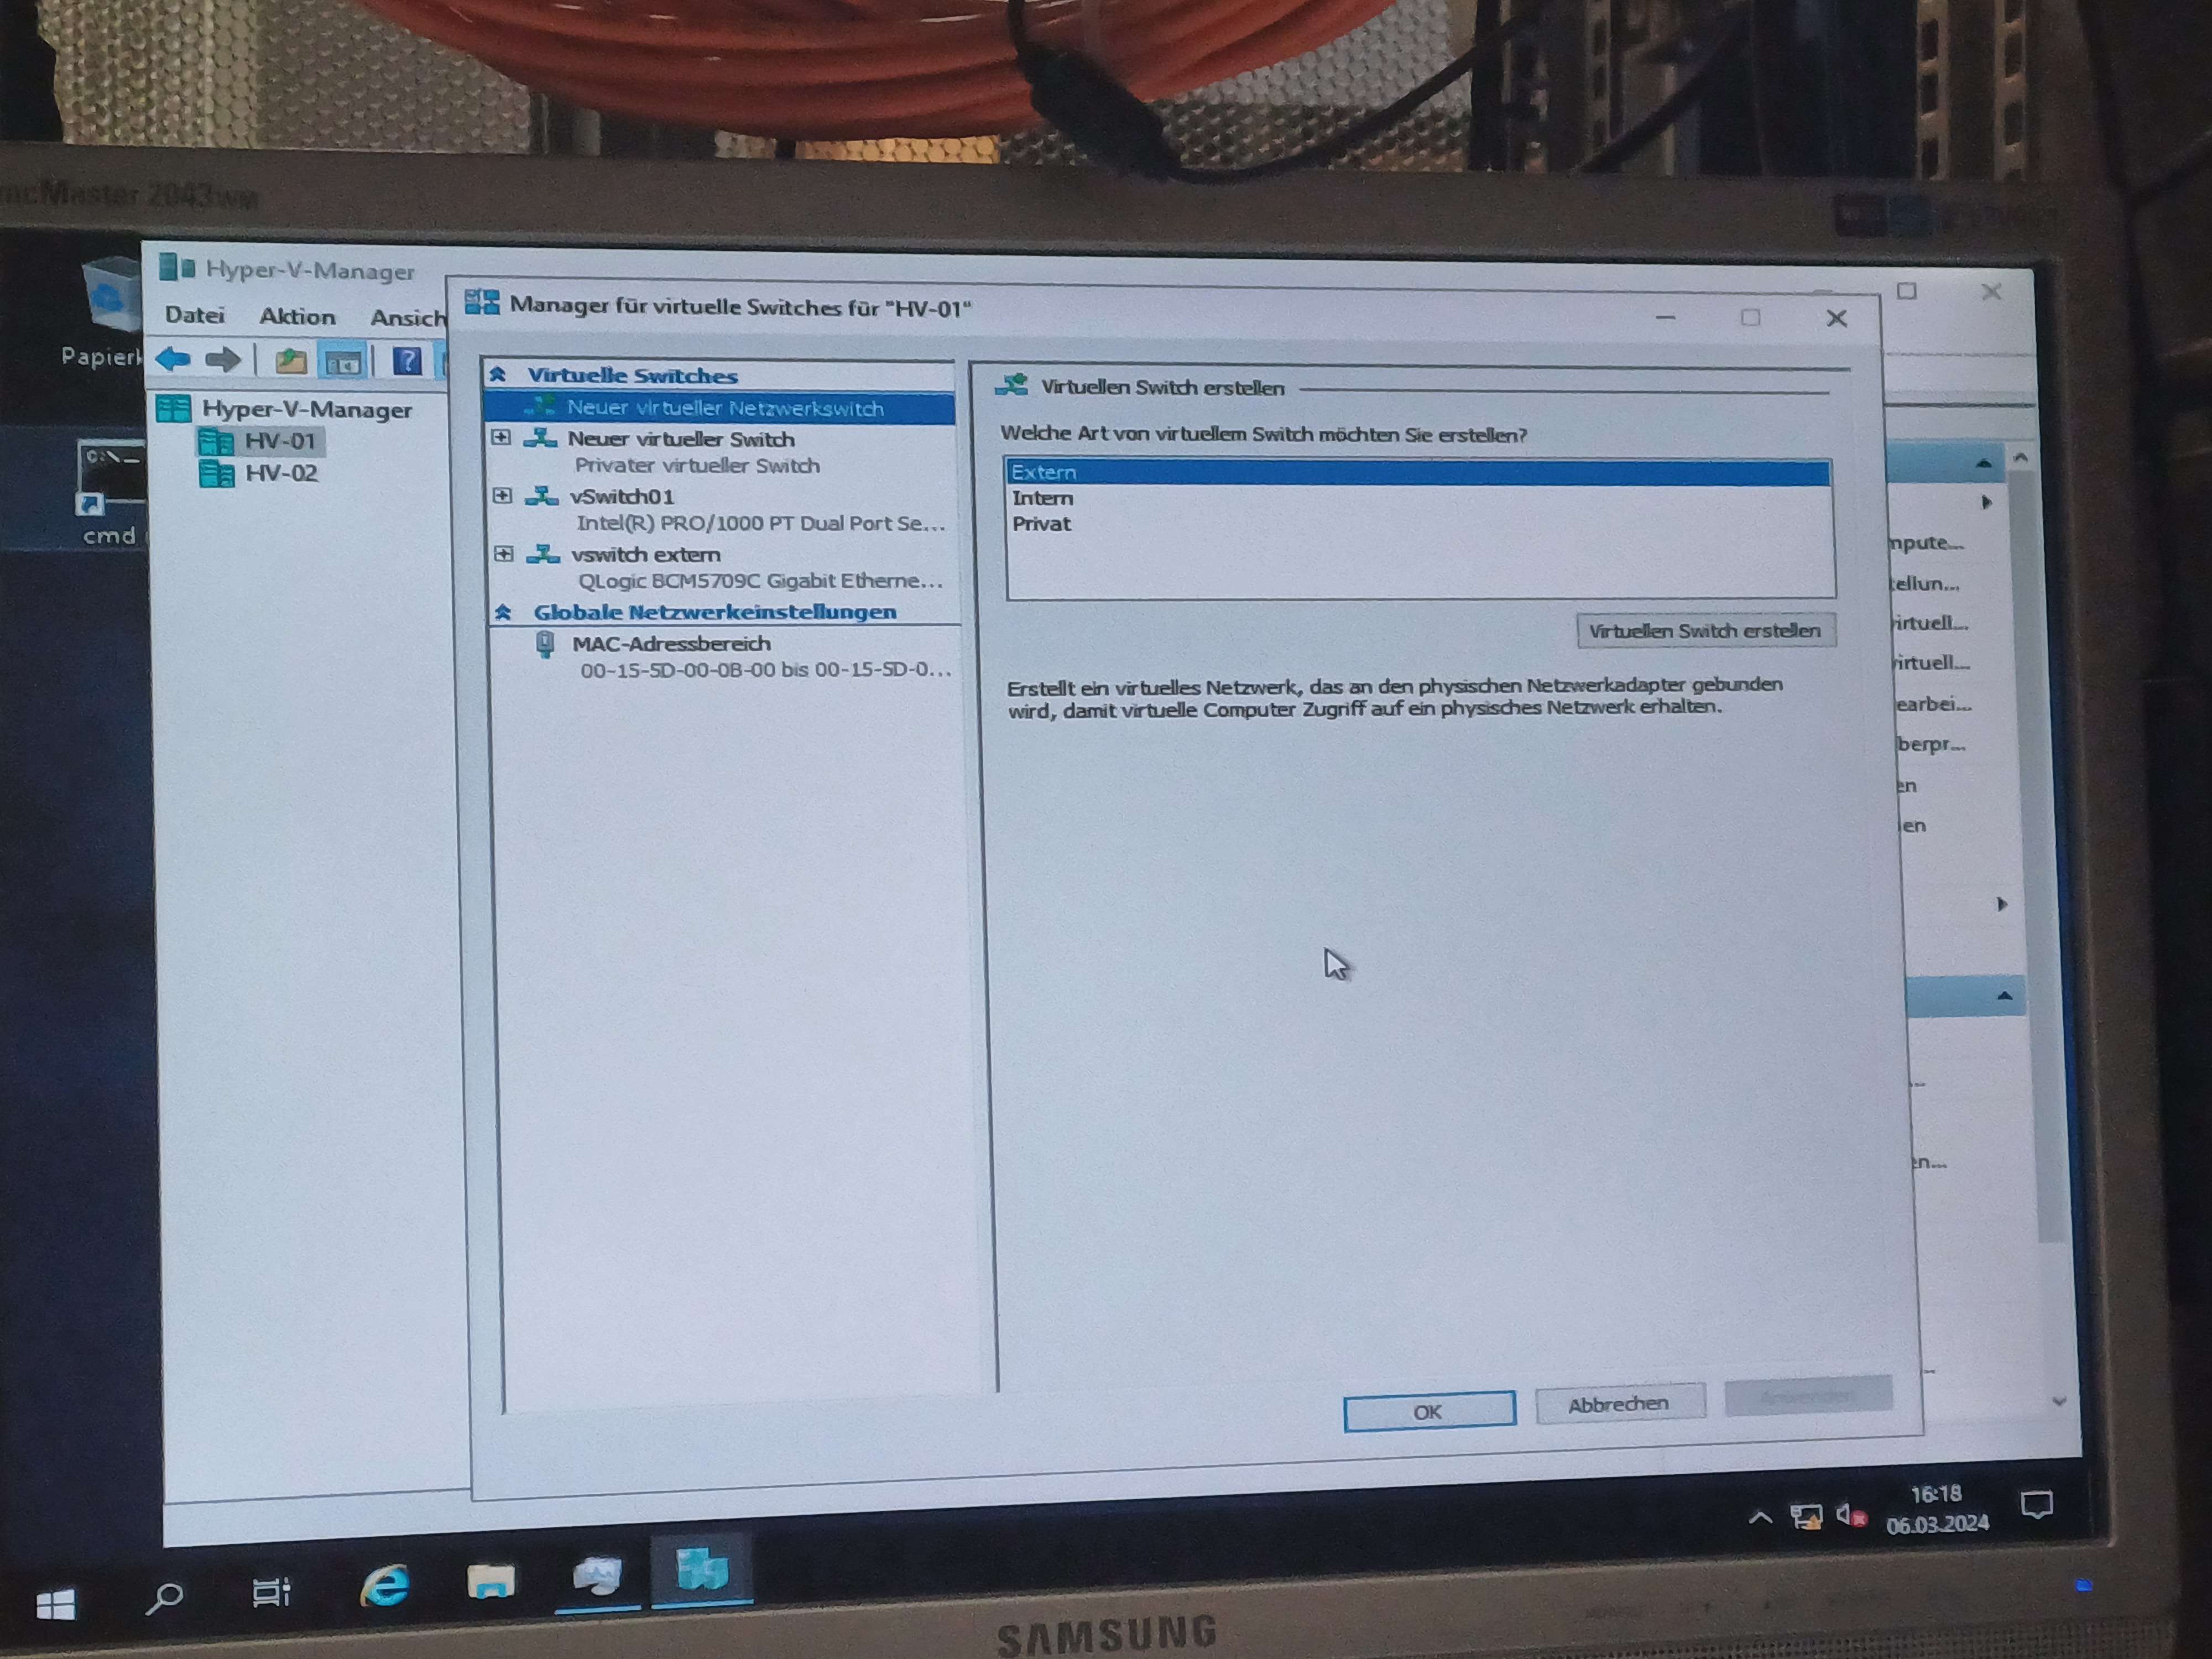 ncMaster 2043wm
Hyper-V-Manager
Datei Aktion Ansich
Papierk
Hyper-V-Manager
HV-01
HV-02
cmd
Manager für virtuelle Switches für "HV-01"
Virtuelle Switches
Neuer virtueller Netzwerkswitch
Neuer virtueller Switch
Privater virtueller Switch
vSwitch01
Intel(R) PRO/1000 PT Dual Port Se...
vswitch extern
QLogic BCM5709C Gigabit Etherne...
Globale Netzwerkeinstellungen
MAC-Adressbereich
00-15-5D-00-0B-00 bis 00-15-5D-0...
Virtuellen Switch erstellen
Welche Art von virtuellem Switch möchten Sie erstellen?
Extern
Intern
Privat
Virtuellen Switch erstellen
Erstellt ein virtuelles Netzwerk, das an den physischen Netzwerkadapter gebunden
wird, damit virtuelle Computer Zugriff auf ein physisches Netzwerk erhalten.
OK
Abbrechen
mpute...
tellun...
irtuell...
irtuell...
earbei...
berpr...
en
en
en...
16:18
06.03.2024
SAMSUNG